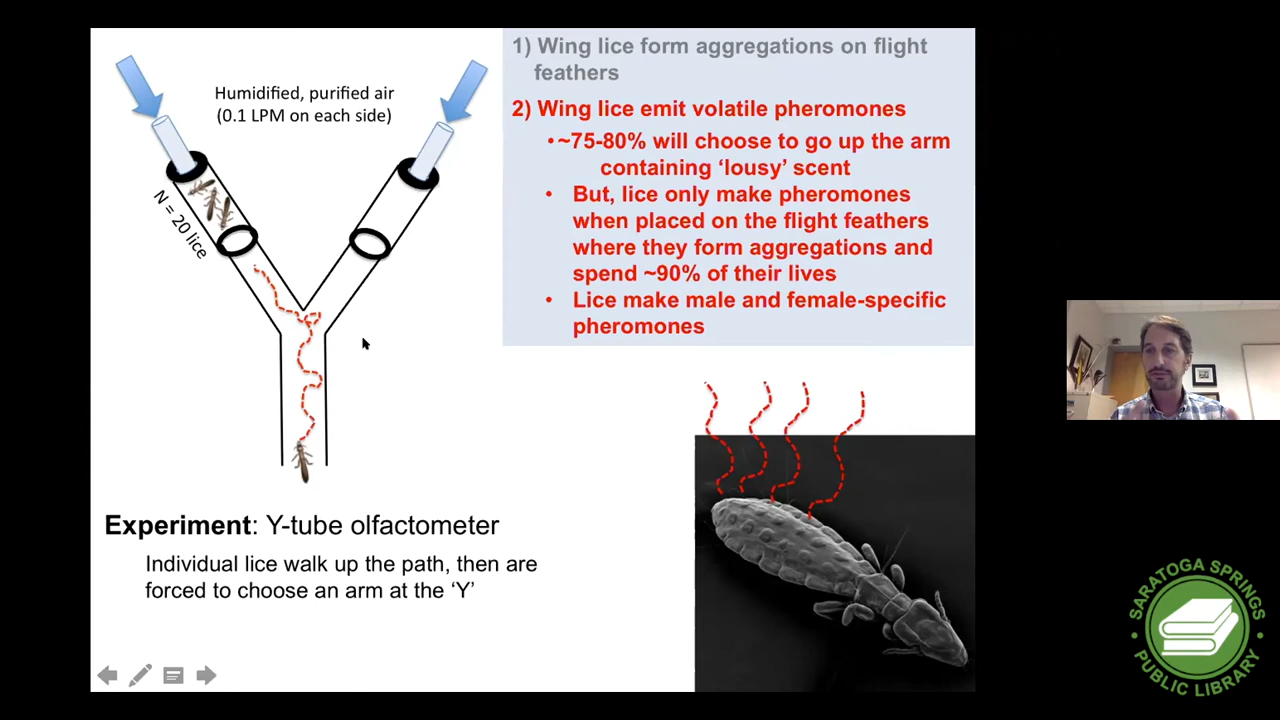 Humidified, purified air
(0.1 LPM on each side)
N = 20 lice
Experiment: Y-tube olfactometer
Individual lice walk up the path, then are
forced to choose an arm at the ‘Y’
1) Wing lice form aggregations on flight
feathers
2) Wing lice emit volatile pheromones
•~75-80% will choose to go up the arm
containing ‘lousy’ scent
• But, lice only make pheromones
when placed on the flight feathers
where they form aggregations and
spend ~90% of their lives
• Lice make male and female-specific
pheromones
SARATOGA SPRINGS
• PUBLIC LIBRARY •